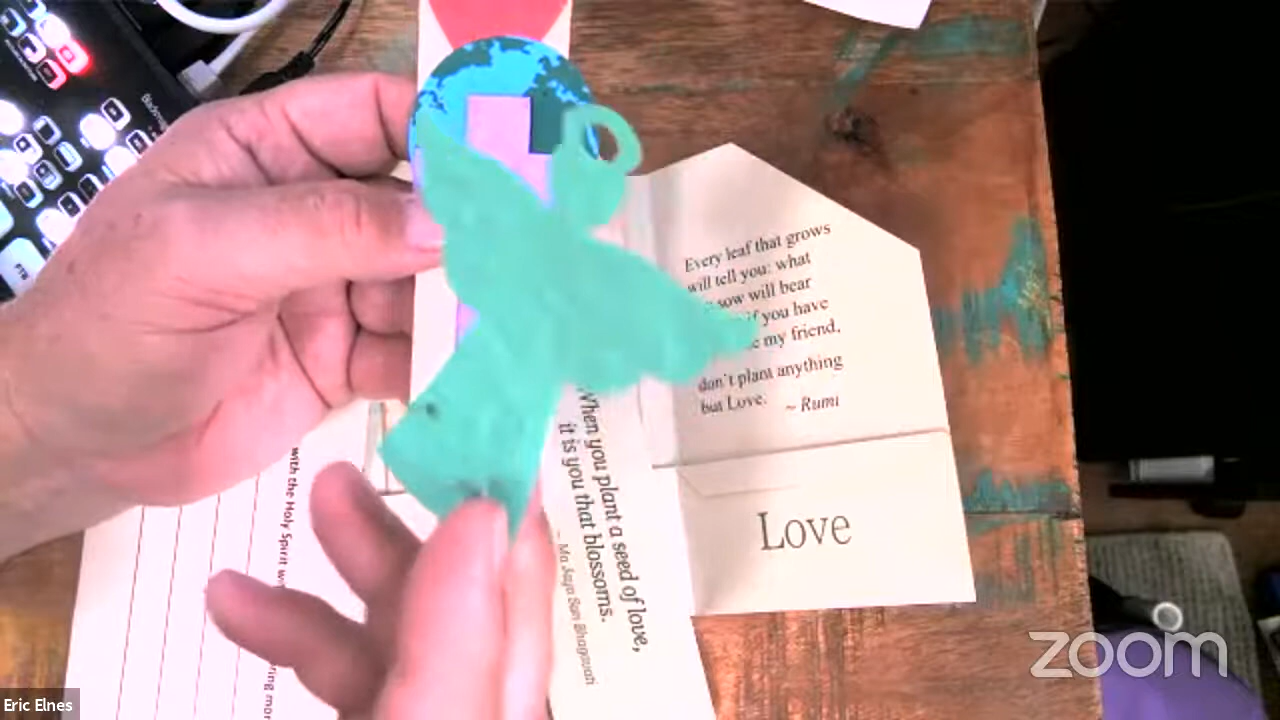 Every leaf that grows
will tell you: what
sow will bear
if you have
my friend,
don't plant anything
but Love. ~ Rumi
Love
When you plant a seed of love,
it is you that blossoms.
~ Ma Jaya Sati Bhagavati
with the Holy Spirit
Eric Elnes
zoom